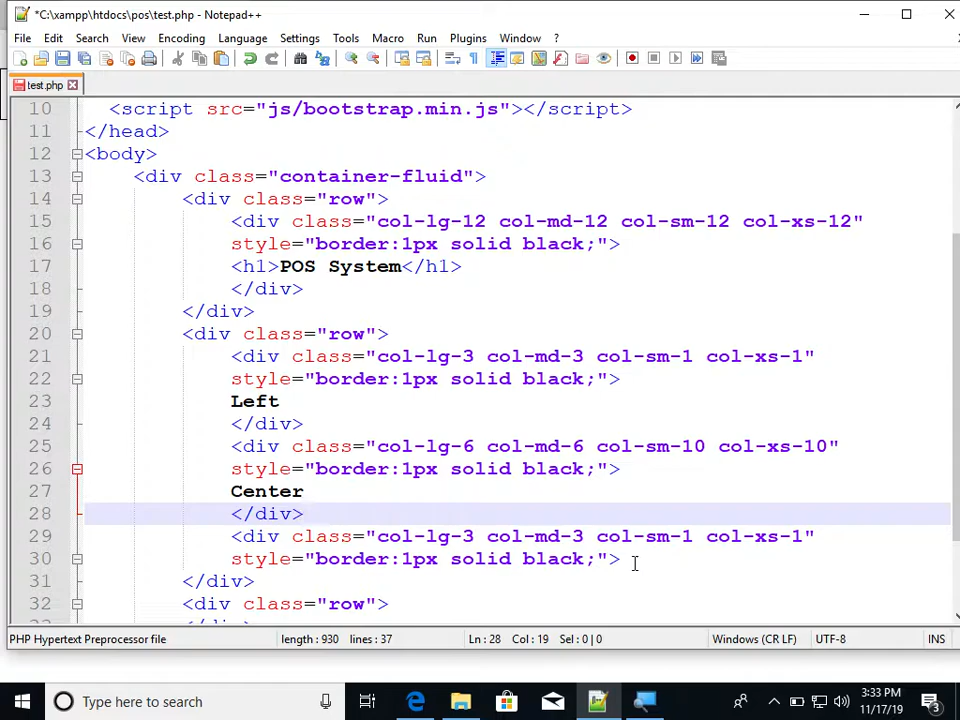 *C:\xampp\htdocs\pos\test.php - Notepad++
File Edit Search View Encoding Language Settings Tools Macro Run Plugins Window ?
test.php
10 <script src="js/bootstrap.min.js"></script>
11 </head>
12 <body>
13 <div class="container-fluid">
14 <div class="row">
15 <div class="col-lg-12 col-md-12 col-sm-12 col-xs-12"
16 style="border:1px solid black;">
17 <h1>POS System</h1>
18 </div>
19 </div>
20 <div class="row">
21 <div class="col-lg-3 col-md-3 col-sm-1 col-xs-1"
22 style="border:1px solid black;">
23 Left
24 </div>
25 <div class="col-lg-6 col-md-6 col-sm-10 col-xs-10"
26 style="border:1px solid black;">
27 Center
28 </div>
29 <div class="col-lg-3 col-md-3 col-sm-1 col-xs-1"
30 style="border:1px solid black;">
31 </div>
32 <div class="row">
PHP Hypertext Preprocessor file length : 930 lines : 37 Ln : 28 Col : 19 Sel : 0 | 0 Windows (CR LF) UTF-8 INS
Type here to search
3:33 PM
11/17/19
3